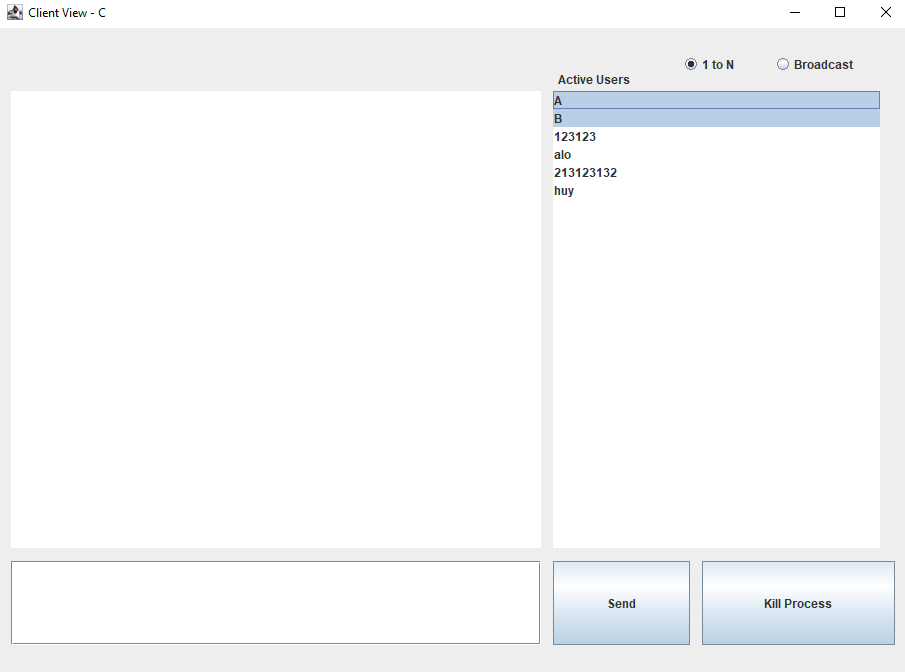 Client View - C
1 to N
Broadcast
Active Users
A
B
123123
alo
213123132
huy
Send
Kill Process